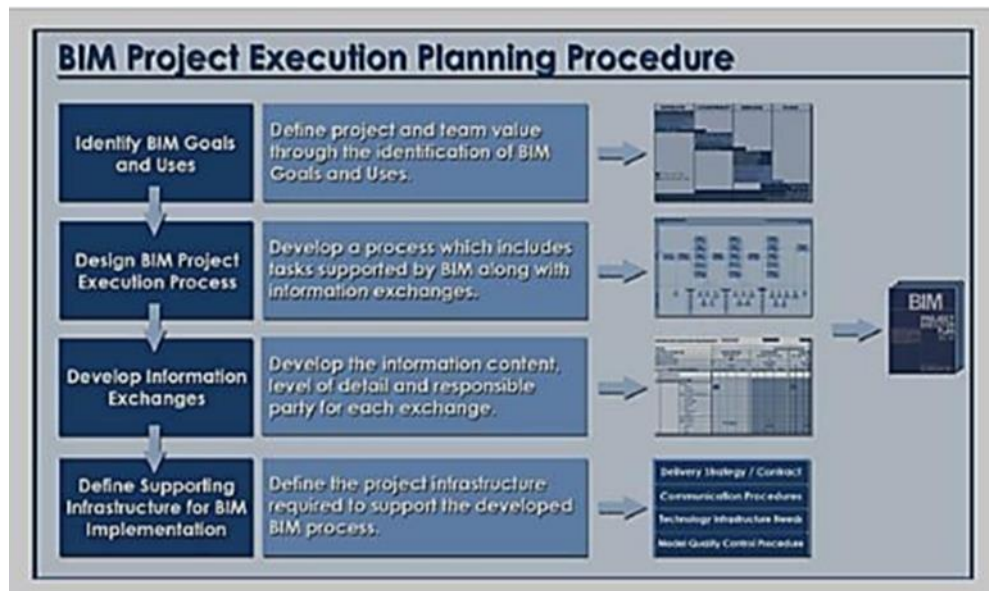 BIM Project Execution Planning Procedure
Identify BIM Goals
and Uses
Define project and team value
through the identification of BIM
Goals and Uses.
Design BIM Project
Execution Process
Develop a process which includes
tasks supported by BIM along with
information exchanges.
Develop Information
Exchanges
Develop the information content,
level of detail and responsible
party for each exchange.
Define Supporting
Infrastructure for BIM
Implementation
Define the project infrastructure
required to support the developed
BIM process.
Delivery Strategy / Contract
Communication Procedures
Technology Infrastructure Needs
Model Quality Control Procedure
BIM